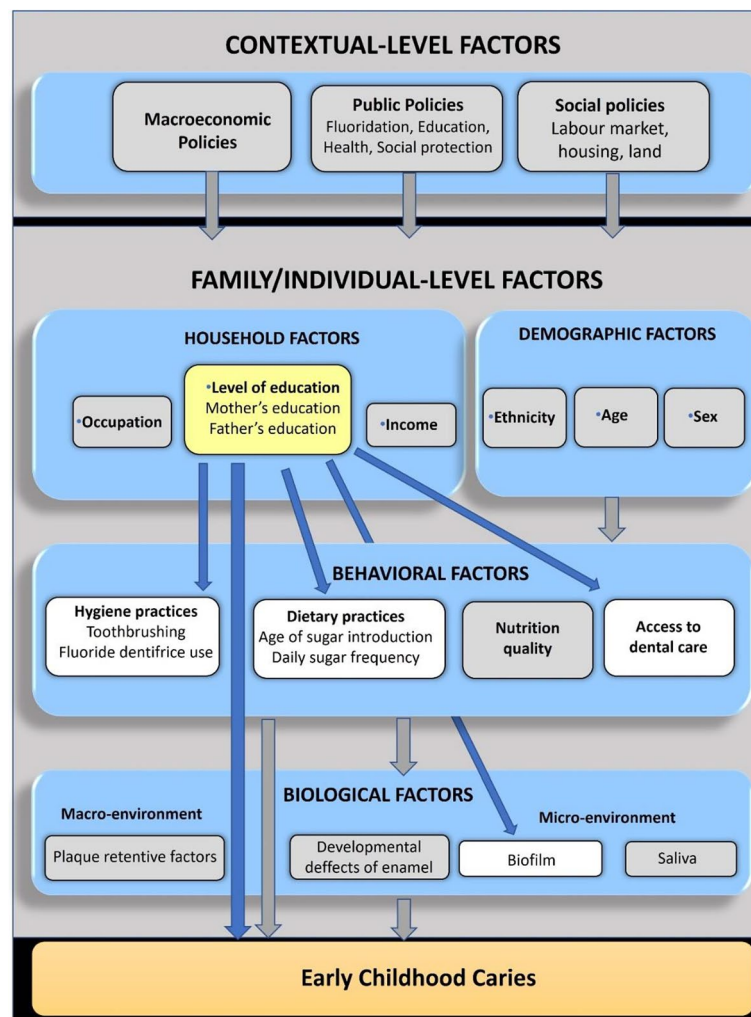 CONTEXTUAL-LEVEL FACTORS
Macroeconomic
Policies
Public Policies
Fluoridation, Education,
Health, Social protection
Social policies
Labour market,
housing, land
FAMILY/INDIVIDUAL-LEVEL FACTORS
HOUSEHOLD FACTORS
•Occupation
•Level of education
Mother's education
Father's education
•Income
DEMOGRAPHIC FACTORS
•Ethnicity
•Age
•Sex
BEHAVIORAL FACTORS
Hygiene practices
Toothbrushing
Fluoride dentifrice use
Dietary practices
Age of sugar introduction
Daily sugar frequency
Nutrition
quality
Access to
dental care
BIOLOGICAL FACTORS
Macro-environment
Plaque retentive factors
Developmental
deffects of enamel
Micro-environment
Biofilm
Saliva
Early Childhood Caries